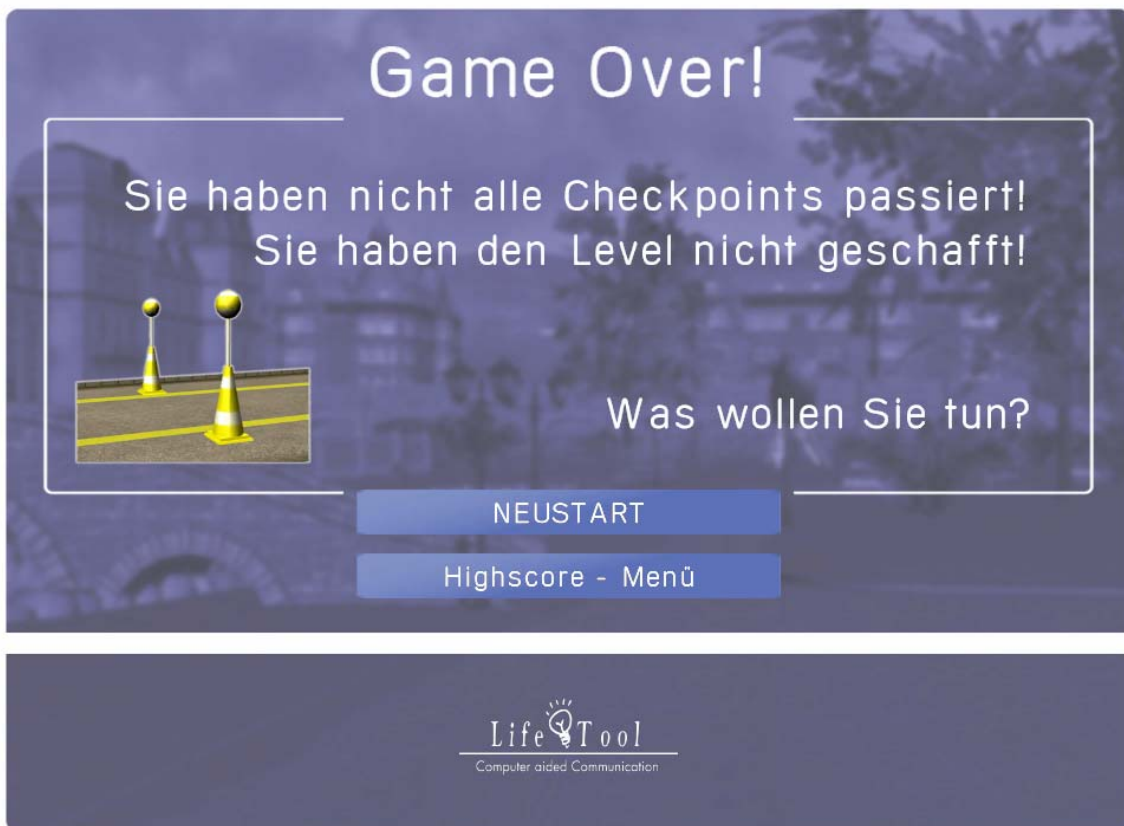 Game Over!
Sie haben nicht alle Checkpoints passiert!
Sie haben den Level nicht geschafft!
Was wollen Sie tun?
NEUSTART
Highscore - Menü
Life Tool
Computer aided Communication